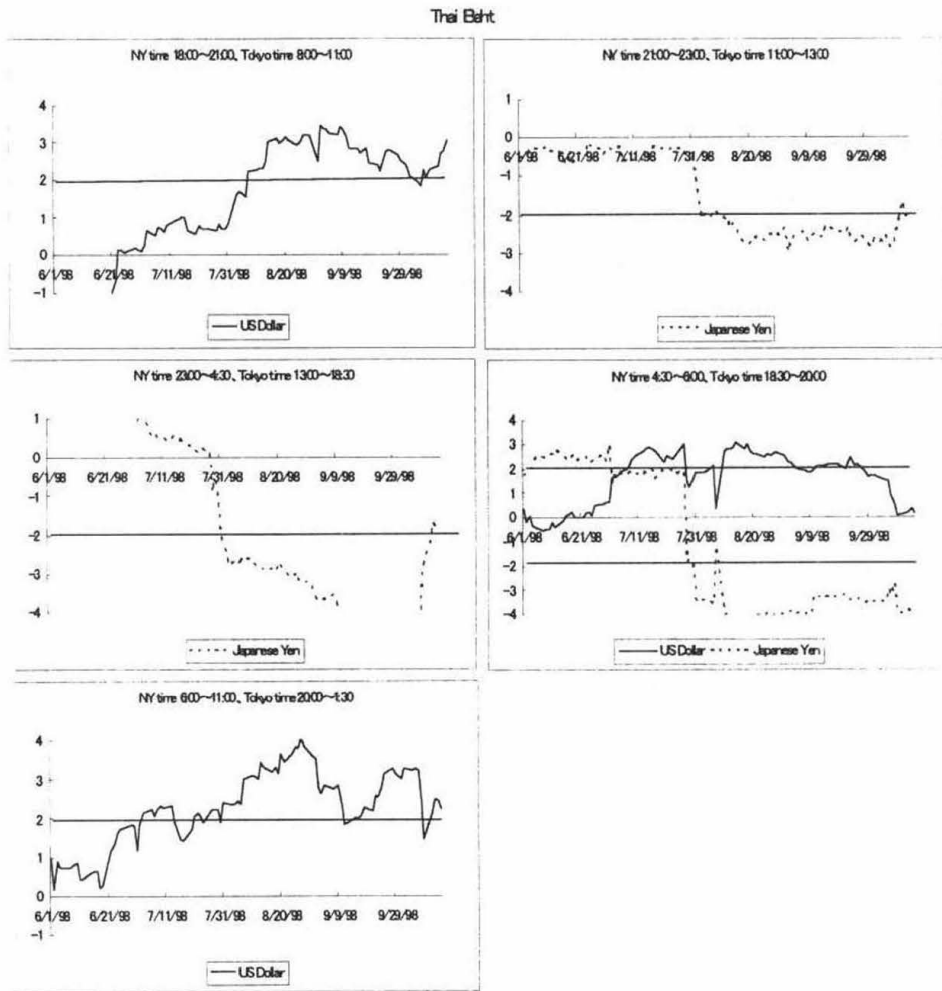 Thai Baht
NY time 18:00~21:00、Tokyo time 8:00~11:00
4
3
2
1
0
6/1/98 6/21/98 7/11/98 7/31/98 8/20/98 9/9/98 9/29/98
-1
US Dollar
NY time 21:00~23:00、Tokyo time 11:00~13:00
1
0
6/1/98 6/21/98 7/11/98 7/31/98 8/20/98 9/9/98 9/29/98
-1
-2
-3
-4
Japanese Yen
NY time 23:00~4:30、Tokyo time 13:00~18:30
1
0
6/1/98 6/21/98 7/11/98 7/31/98 8/20/98 9/9/98 9/29/98
-1
-2
-3
-4
Japanese Yen
NY time 4:30~6:00、Tokyo time 18:30~20:00
4
3
2
1
0
6/1/98 6/21/98 7/11/98 7/31/98 8/20/98 9/9/98 9/29/98
-1
-2
-3
-4
US Dollar Japanese Yen
NY time 6:00~11:00、Tokyo time 20:00~1:30
4
3
2
1
0
6/1/98 6/21/98 7/11/98 7/31/98 8/20/98 9/9/98 9/29/98
-1
US Dollar